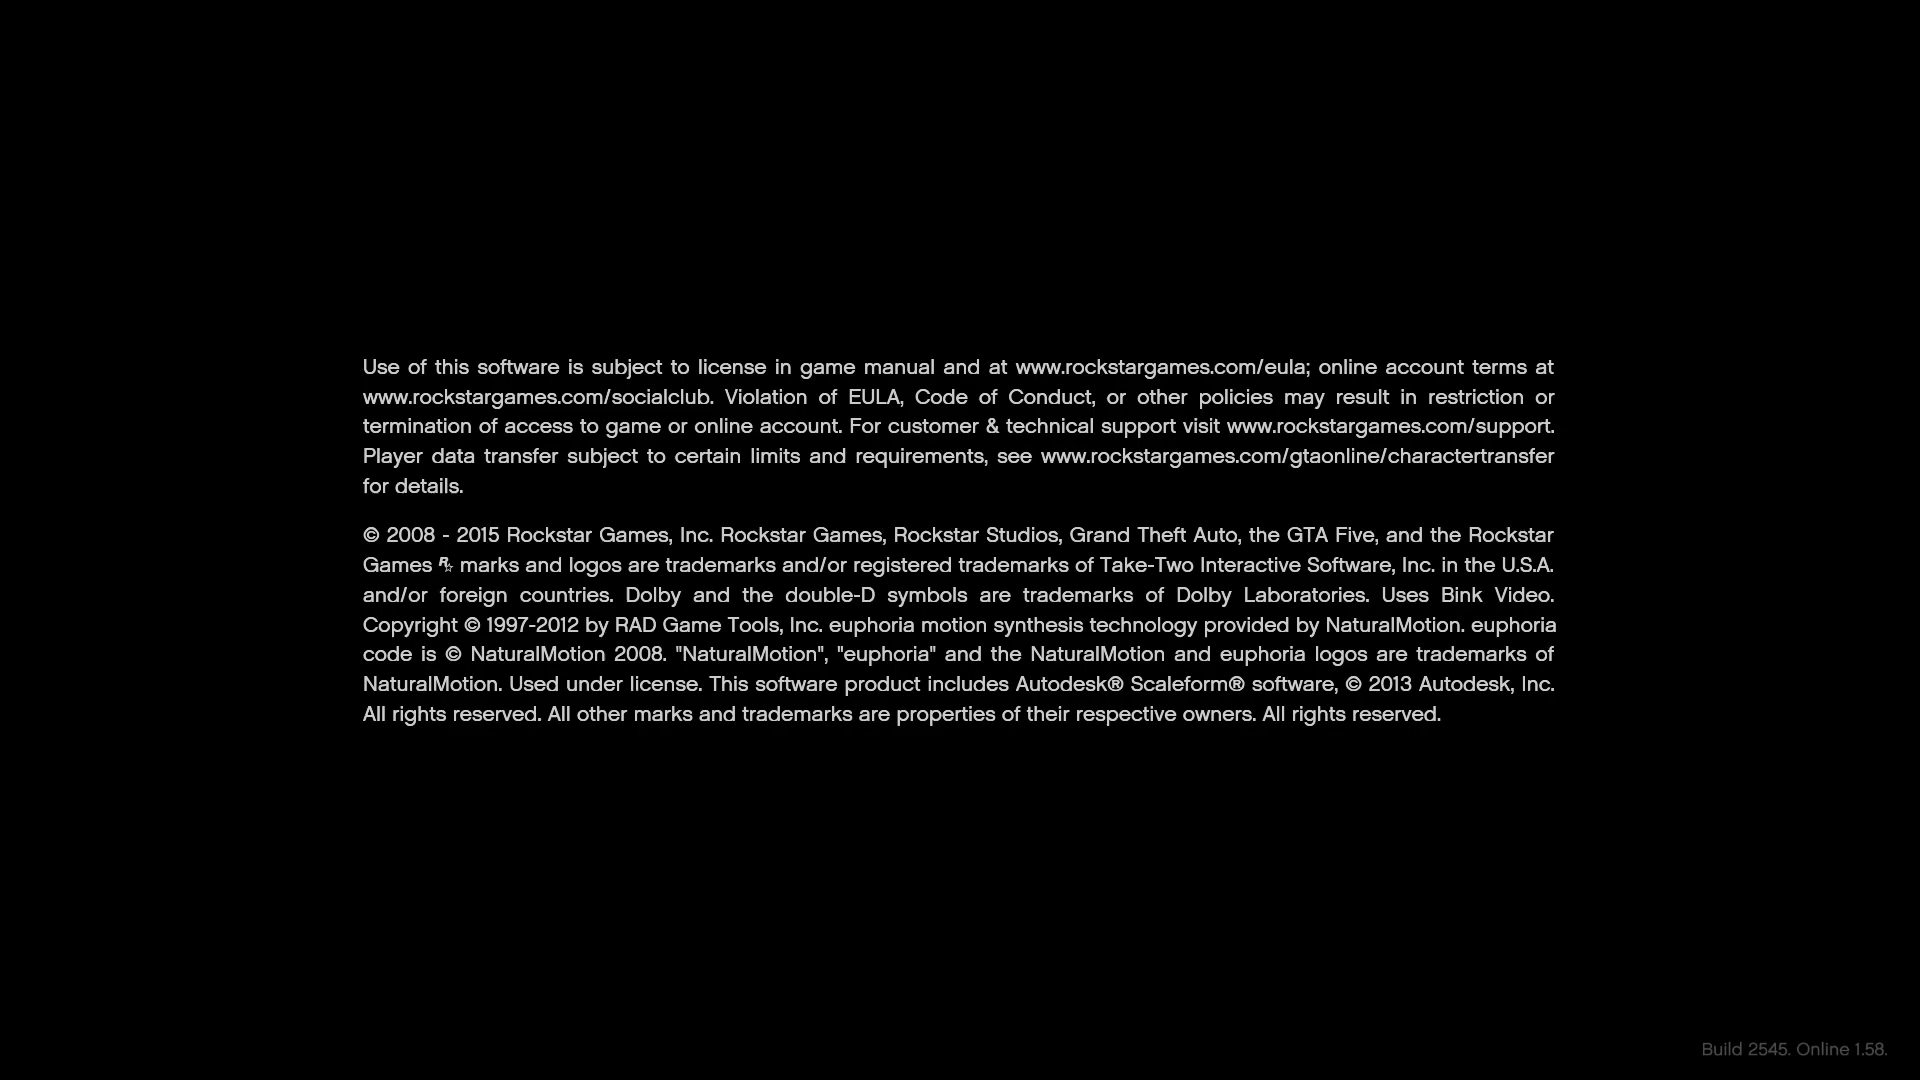 Use of this software is subject to license in game manual and at www.rockstargames.com/eula; online account terms at
www.rockstargames.com/socialclub. Violation of EULA, Code of Conduct, or other policies may result in restriction or
termination of access to game or online account. For customer & technical support visit www.rockstargames.com/support.
Player data transfer subject to certain limits and requirements, see www.rockstargames.com/gtaonline/charactertransfer
for details.
© 2008 - 2015 Rockstar Games, Inc. Rockstar Games, Rockstar Studios, Grand Theft Auto, the GTA Five, and the Rockstar
Games R* marks and logos are trademarks and/or registered trademarks of Take-Two Interactive Software, Inc. in the U.S.A.
and/or foreign countries. Dolby and the double-D symbols are trademarks of Dolby Laboratories. Uses Bink Video.
Copyright © 1997-2012 by RAD Game Tools, Inc. euphoria motion synthesis technology provided by NaturalMotion. euphoria
code is © NaturalMotion 2008. "NaturalMotion", "euphoria" and the NaturalMotion and euphoria logos are trademarks of
NaturalMotion. Used under license. This software product includes Autodesk® Scaleform® software, © 2013 Autodesk, Inc.
All rights reserved. All other marks and trademarks are properties of their respective owners. All rights reserved.
Build 2545. Online 1.58.